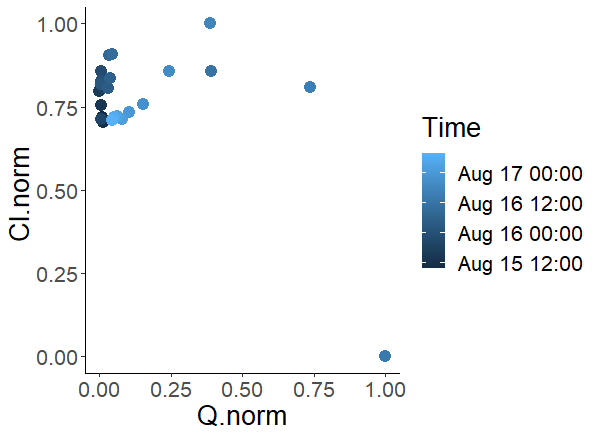 1.00
0.75
0.50
0.25
0.00
Cl.norm
0.00 0.25 0.50 0.75 1.00
Q.norm
Time
Aug 17 00:00
Aug 16 12:00
Aug 16 00:00
Aug 15 12:00